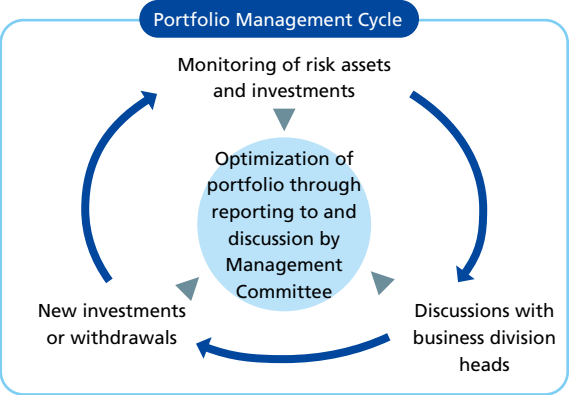 Portfolio Management Cycle
Monitoring of risk assets
and investments
Optimization of
portfolio through
reporting to and
discussion by
Management
Committee
New investments
or withdrawals
Discussions with
business division
heads